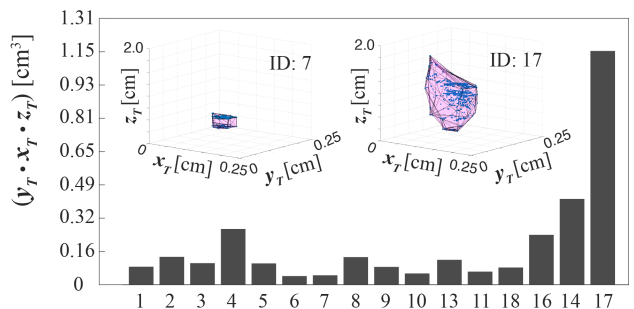 1.31
1.15
0.93
0.81
0.65
0.49
0.32
0.16
0
(y_T • x_T • z_T) [cm³]
2.0
ID: 7
z_T [cm]
0
x_T [cm]
0.25 0
y_T [cm]
0.25
2.0
ID: 17
z_T [cm]
0
x_T [cm]
0.25 0
y_T [cm]
0.25
1 2 3 4 5 6 7 8 9 10 13 11 18 16 14 17